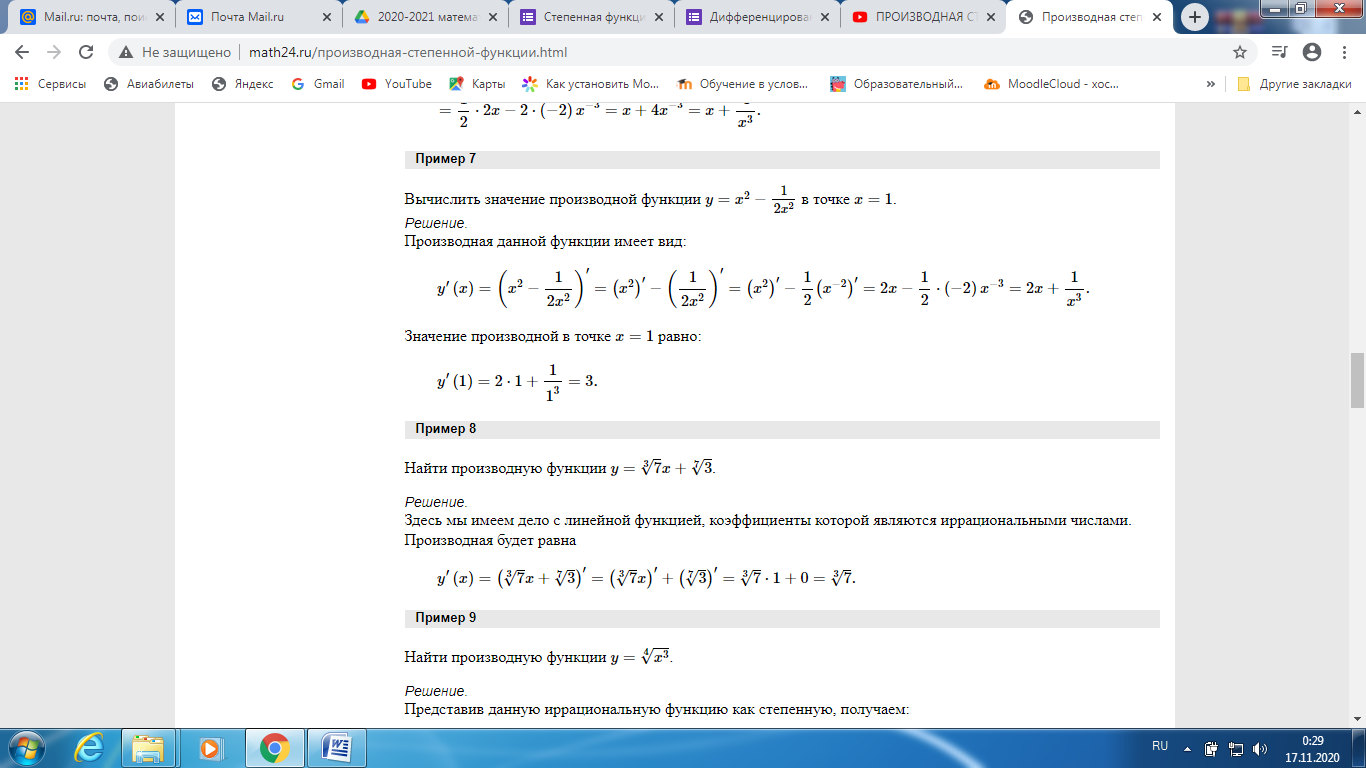 Mail.ru: почта, пои
Почта Mail.ru
2020-2021 математ
Степенная функци
Дифференцирова
ПРОИЗВОДНАЯ СТ
Производная степ
Не защищено | math24.ru/производная-степенной-функции.html
Сервисы Авиабилеты Яндекс Gmail YouTube Карты Как установить Mo... Обучение в услов... Образовательный... MoodleCloud - хос... » Другие закладки
= 1/2 · 2x − 2 · (−2) x⁻³ = x + 4x⁻³ = x + 4/x³.
Пример 7
Вычислить значение производной функции y = x² − 1/(2x²) в точке x = 1.
Решение.
Производная данной функции имеет вид:
y′ (x) = (x² − 1/(2x²))′ = (x²)′ − (1/(2x²))′ = (x²)′ − 1/2 (x⁻²)′ = 2x − 1/2 · (−2) x⁻³ = 2x + 1/x³.
Значение производной в точке x = 1 равно:
y′ (1) = 2 · 1 + 1/1³ = 3.
Пример 8
Найти производную функции y = ∛7x + ⁷√3.
Решение.
Здесь мы имеем дело с линейной функцией, коэффициенты которой являются иррациональными числами.
Производная будет равна
y′ (x) = (∛7x + ⁷√3)′ = (∛7x)′ + (⁷√3)′ = ∛7 · 1 + 0 = ∛7.
Пример 9
Найти производную функции y = ∜x³.
Решение.
Представив данную иррациональную функцию как степенную, получаем:
RU
0:29
17.11.2020